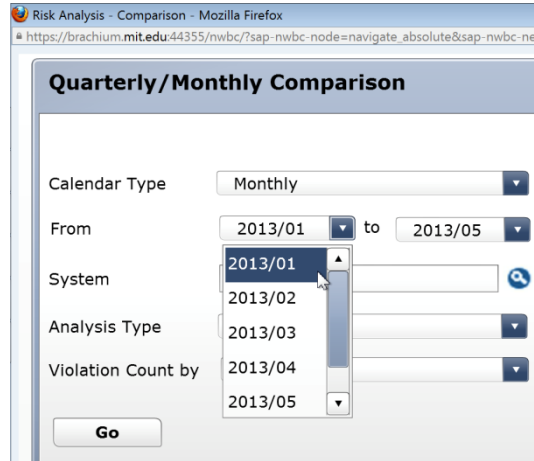 Risk Analysis - Comparison - Mozilla Firefox
https://brachium.mit.edu:44355/nwbc/?sap-nwbc-node=navigate_absolute&sap-nwbc-ne
Quarterly/Monthly Comparison
Calendar Type Monthly
From 2013/01 to 2013/05
2013/01
System
2013/02
Analysis Type 2013/03
Violation Count by 2013/04
2013/05
Go